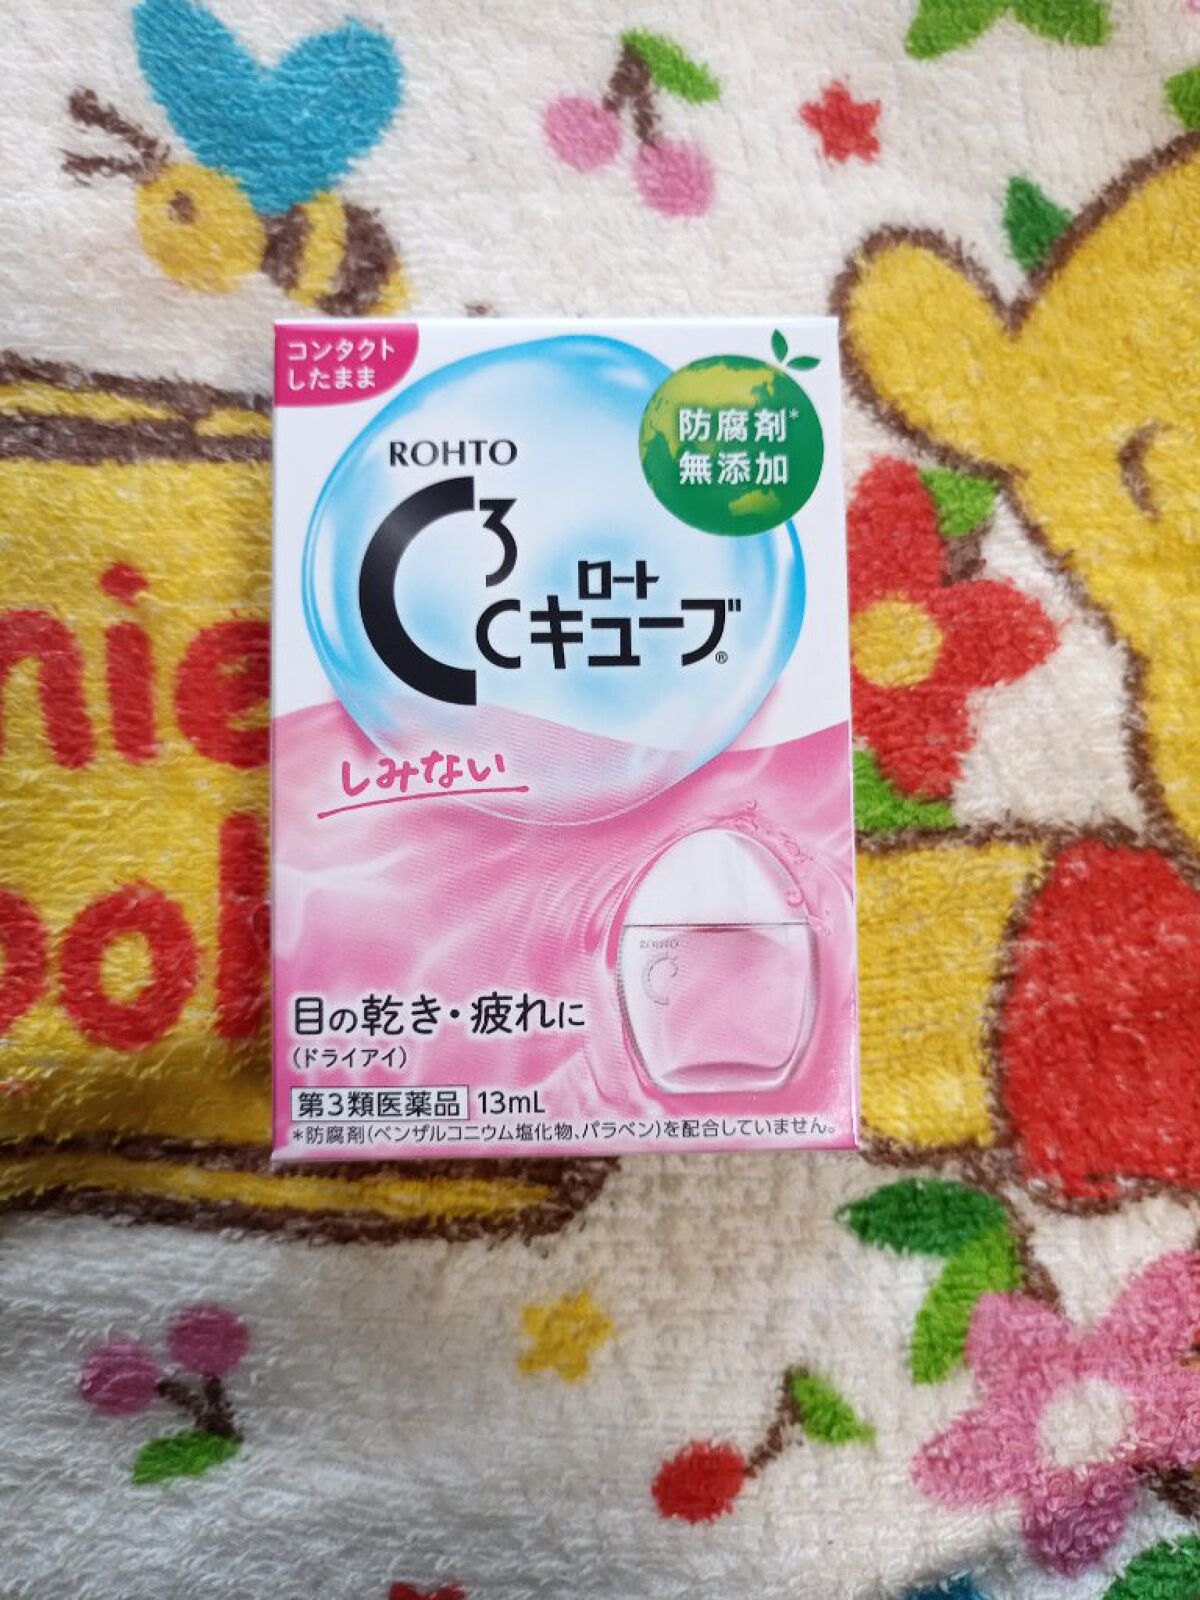 コンタクト
したまま
防腐剤*
無添加
ROHTO
C3
ロート
Cキューブ®
しみない
ROHTO
C3
目の乾き・疲れに
(ドライアイ)
第3類医薬品 13mL
*防腐剤(ベンザルコニウム塩化物、パラベン)を配合していません。
nie